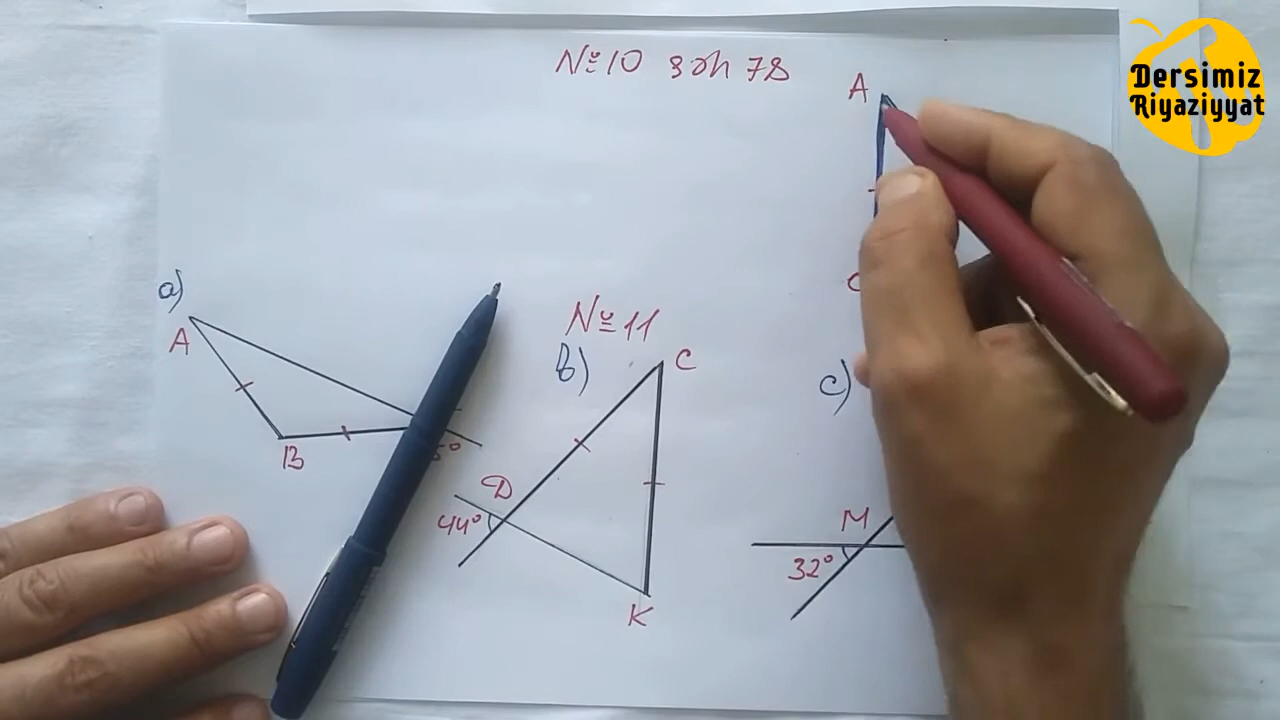 №10 səh 78
Dersimiz
Riyaziyyat
A
a)
A
B
№11
b)
C
D
44°
K
c)
M
32°